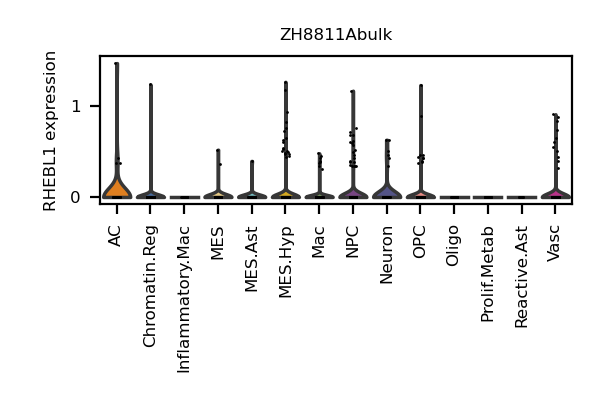 ZH8811Abulk
RHEBL1 expression
1
0
AC
Chromatin.Reg
Inflammatory.Mac
MES
MES.Ast
MES.Hyp
Mac
NPC
Neuron
OPC
Oligo
Prolif.Metab
Reactive.Ast
Vasc